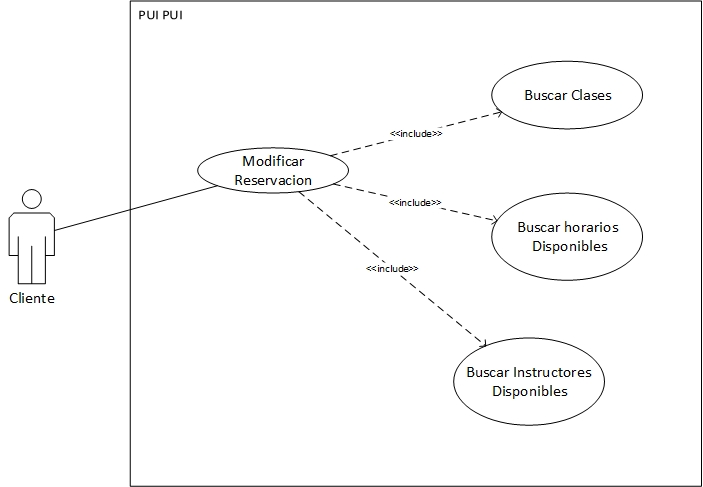 PUI PUI
Buscar Clases
<<include>>
Modificar
Reservacion
<<include>>
Buscar horarios
Disponibles
<<include>>
Cliente
Buscar Instructores
Disponibles